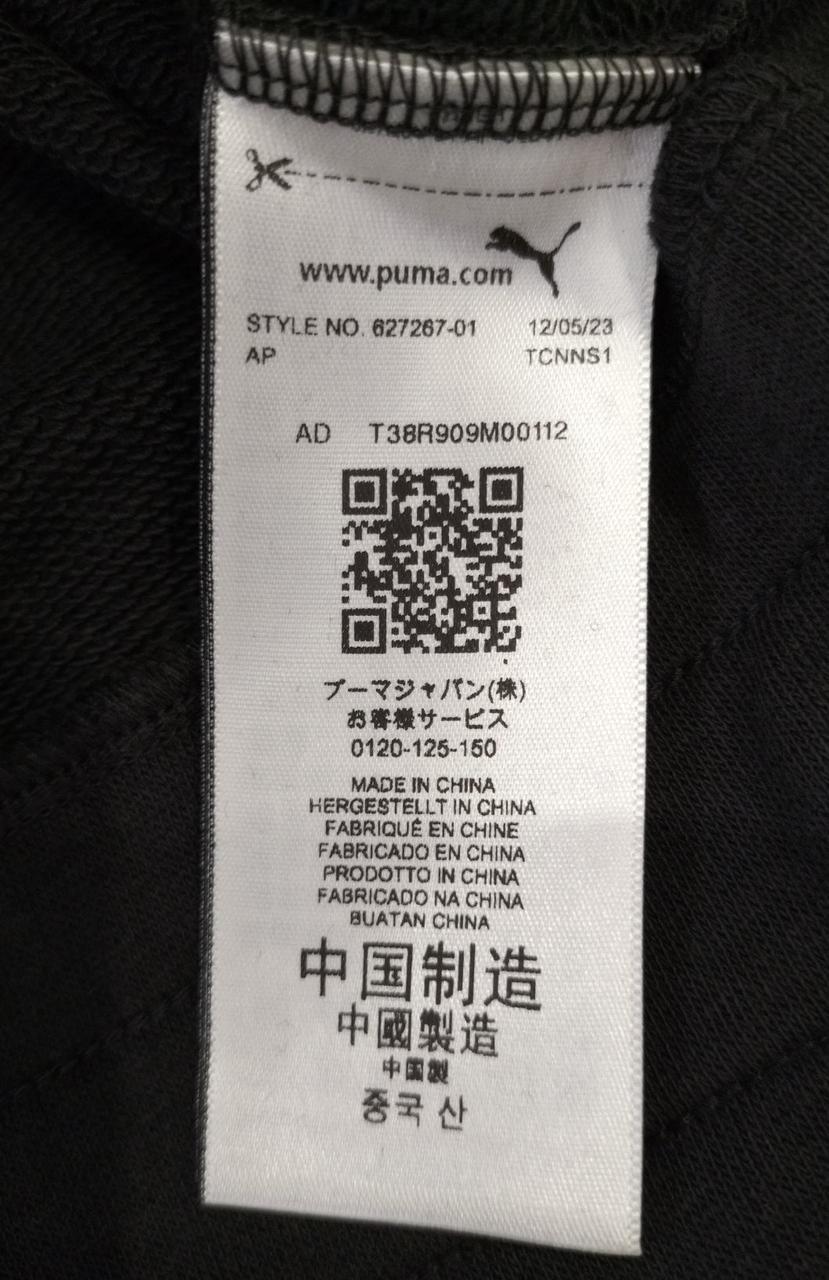 www.puma.com
STYLE NO. 627267-01 12/05/23
AP TCNNS1
AD T38R909M00112
プーマジャパン(株)
お客様サービス
0120-125-150
MADE IN CHINA
HERGESTELLT IN CHINA
FABRIQUÉ EN CHINE
FABRICADO EN CHINA
PRODOTTO IN CHINA
FABRICADO NA CHINA
BUATAN CHINA
中国制造
中國製造
中国製
중국 산